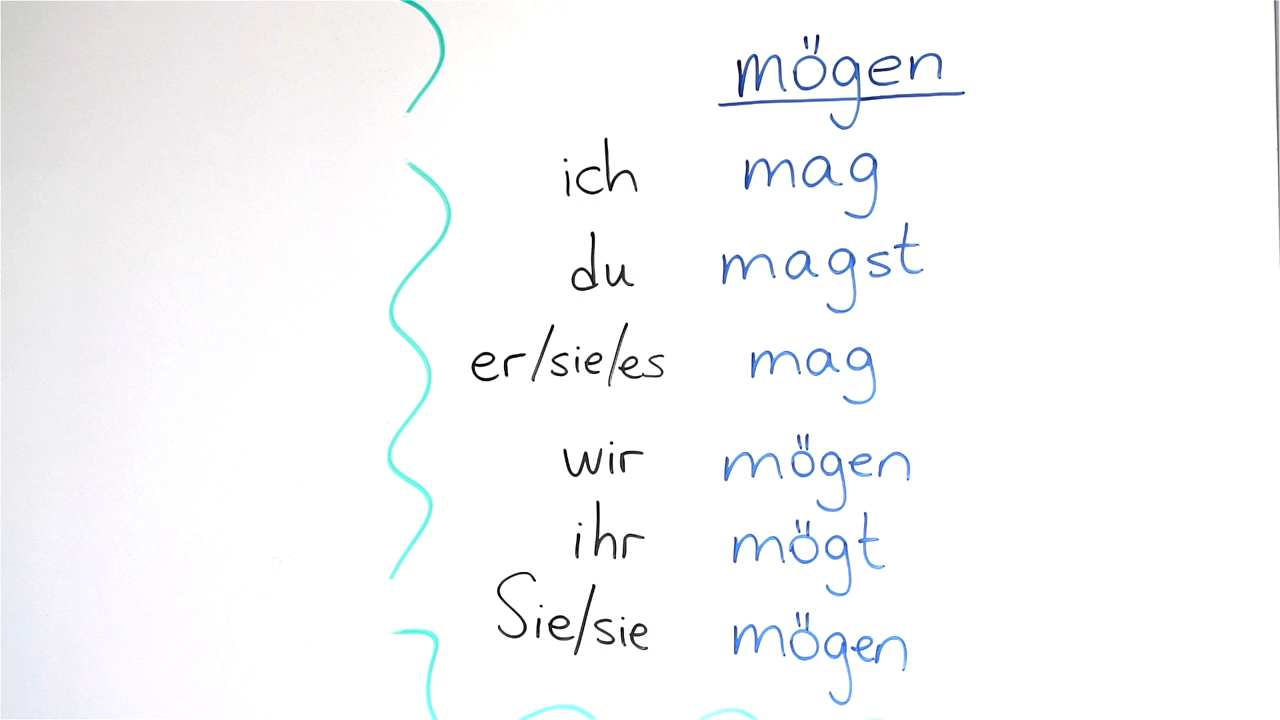 mögen
ich mag
du magst
er/sie/es mag
wir mögen
ihr mögt
Sie/sie mögen